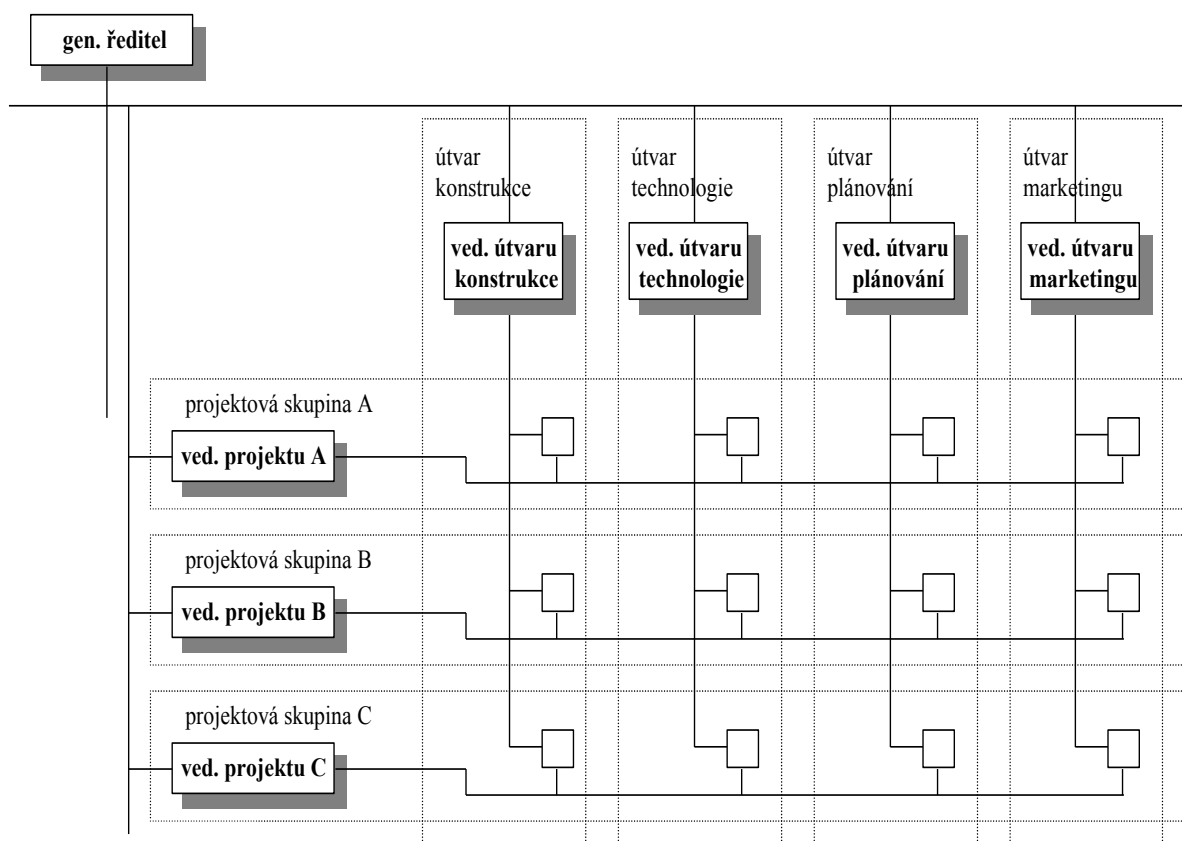 gen. ředitel
útvar
konstrukce
útvar
technologie
útvar
plánování
útvar
marketingu
ved. útvaru
konstrukce
ved. útvaru
technologie
ved. útvaru
plánování
ved. útvaru
marketingu
projektová skupina A
ved. projektu A
projektová skupina B
ved. projektu B
projektová skupina C
ved. projektu C